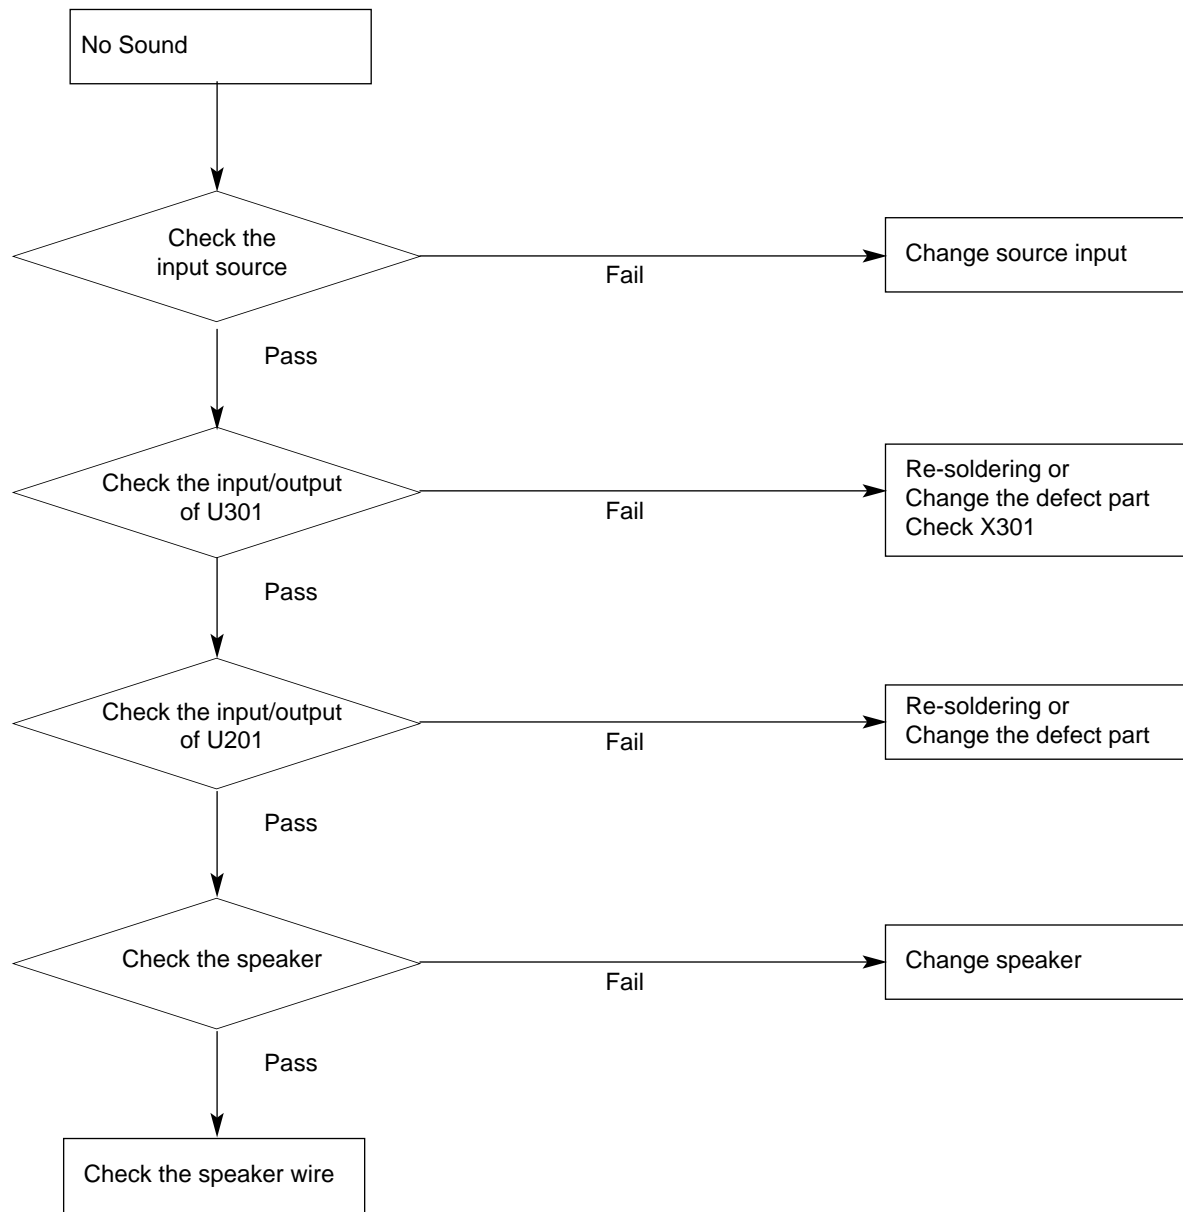 No Sound
Check the
input source
Fail
Change source input
Pass
Check the input/output
of U301
Fail
Re-soldering or
Change the defect part
Check X301
Pass
Check the input/output
of U201
Fail
Re-soldering or
Change the defect part
Pass
Check the speaker
Fail
Change speaker
Pass
Check the speaker wire